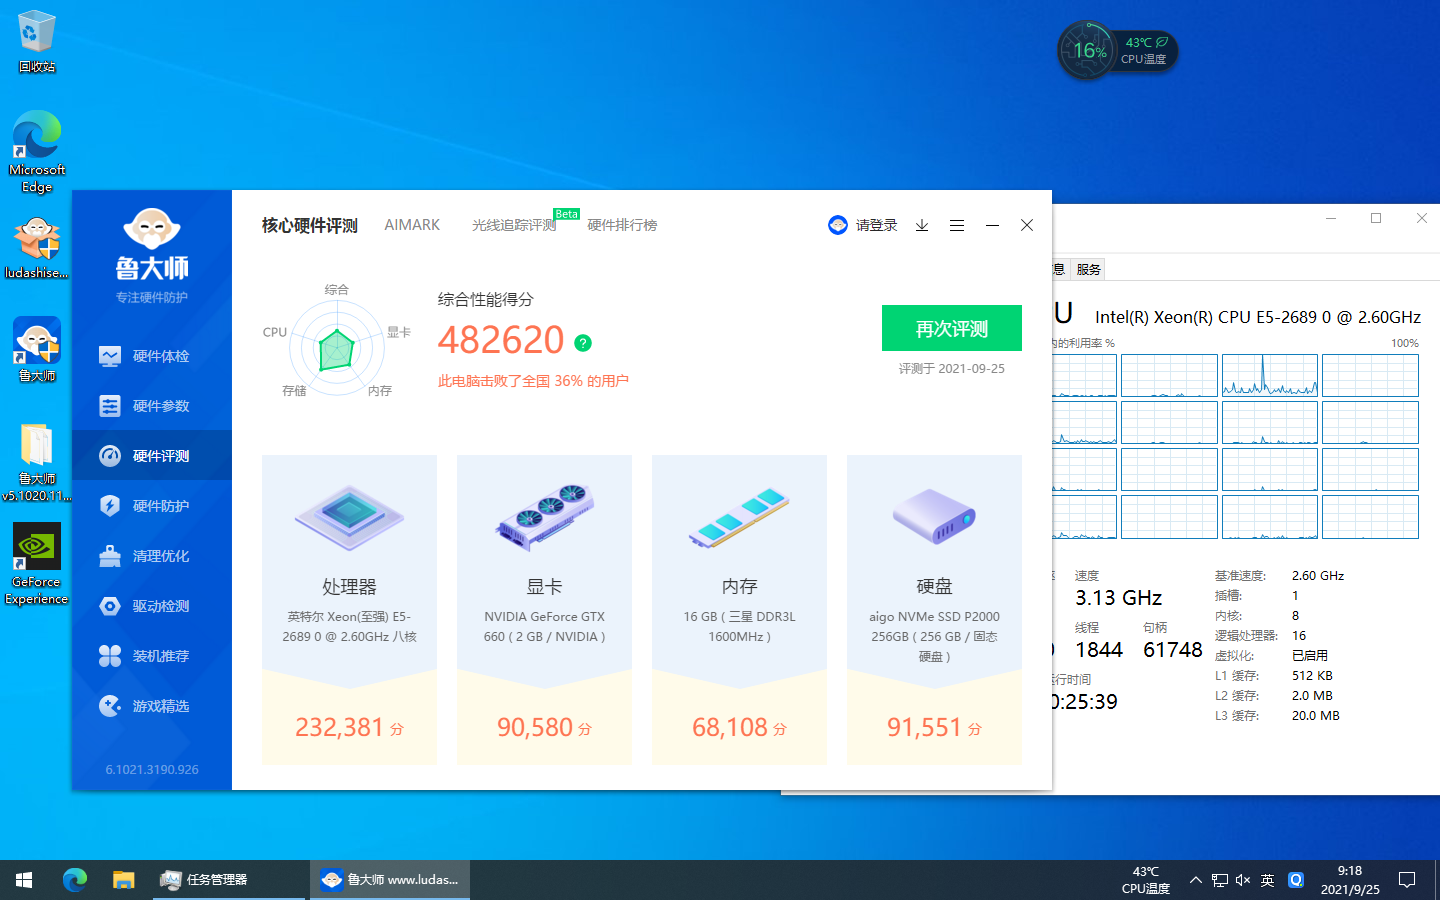 回收站
Microsoft
Edge
ludashise...
鲁大师
鲁大师
v5.1020.11...
GeForce
Experience
16%
43℃
CPU温度
鲁大师
专注硬件防护
硬件体检
硬件参数
硬件评测
硬件防护
清理优化
驱动检测
装机推荐
游戏精选
6.1021.3190.926
核心硬件评测 AIMARK 光线追踪评测 Beta 硬件排行榜 请登录
综合
CPU
显卡
存储
内存
综合性能得分
482620 ?
此电脑击败了全国 36% 的用户
再次评测
评测于 2021-09-25
处理器
英特尔 Xeon(至强) E5-
2689 0 @ 2.60GHz 八核
232,381 分
显卡
NVIDIA GeForce GTX
660 ( 2 GB / NVIDIA )
90,580 分
内存
16 GB ( 三星 DDR3L
1600MHz )
68,108 分
硬盘
aigo NVMe SSD P2000
256GB ( 256 GB / 固态
硬盘 )
91,551 分
息 服务
U Intel(R) Xeon(R) CPU E5-2689 0 @ 2.60GHz
内的利用率 % 100%
速度
3.13 GHz
线程 句柄
1844 61748
运行时间
0:25:39
基准速度: 2.60 GHz
插槽: 1
内核: 8
逻辑处理器: 16
虚拟化: 已启用
L1 缓存: 512 KB
L2 缓存: 2.0 MB
L3 缓存: 20.0 MB
任务管理器
鲁大师 www.ludas...
43℃
CPU温度
英
9:18
2021/9/25